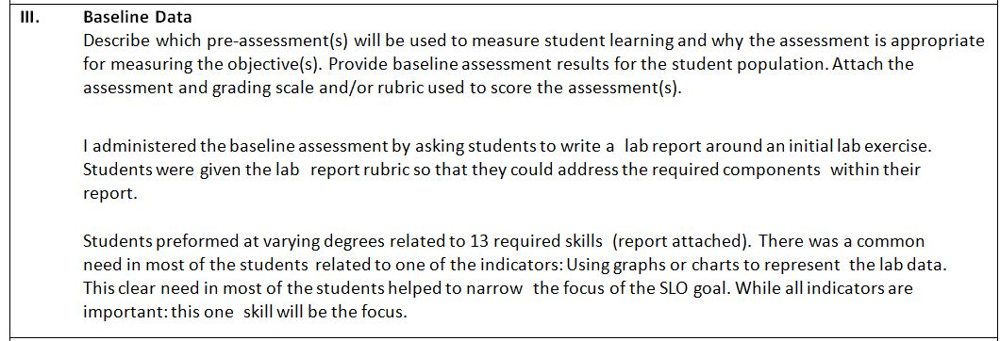 III. Baseline Data
Describe which pre-assessment(s) will be used to measure student learning and why the assessment is appropriate
for measuring the objective(s). Provide baseline assessment results for the student population. Attach the
assessment and grading scale and/or rubric used to score the assessment(s).
I administered the baseline assessment by asking students to write a lab report around an initial lab exercise.
Students were given the lab report rubric so that they could address the required components within their
report.
Students preformed at varying degrees related to 13 required skills (report attached). There was a common
need in most of the students related to one of the indicators: Using graphs or charts to represent the lab data.
This clear need in most of the students helped to narrow the focus of the SLO goal. While all indicators are
important: this one skill will be the focus.